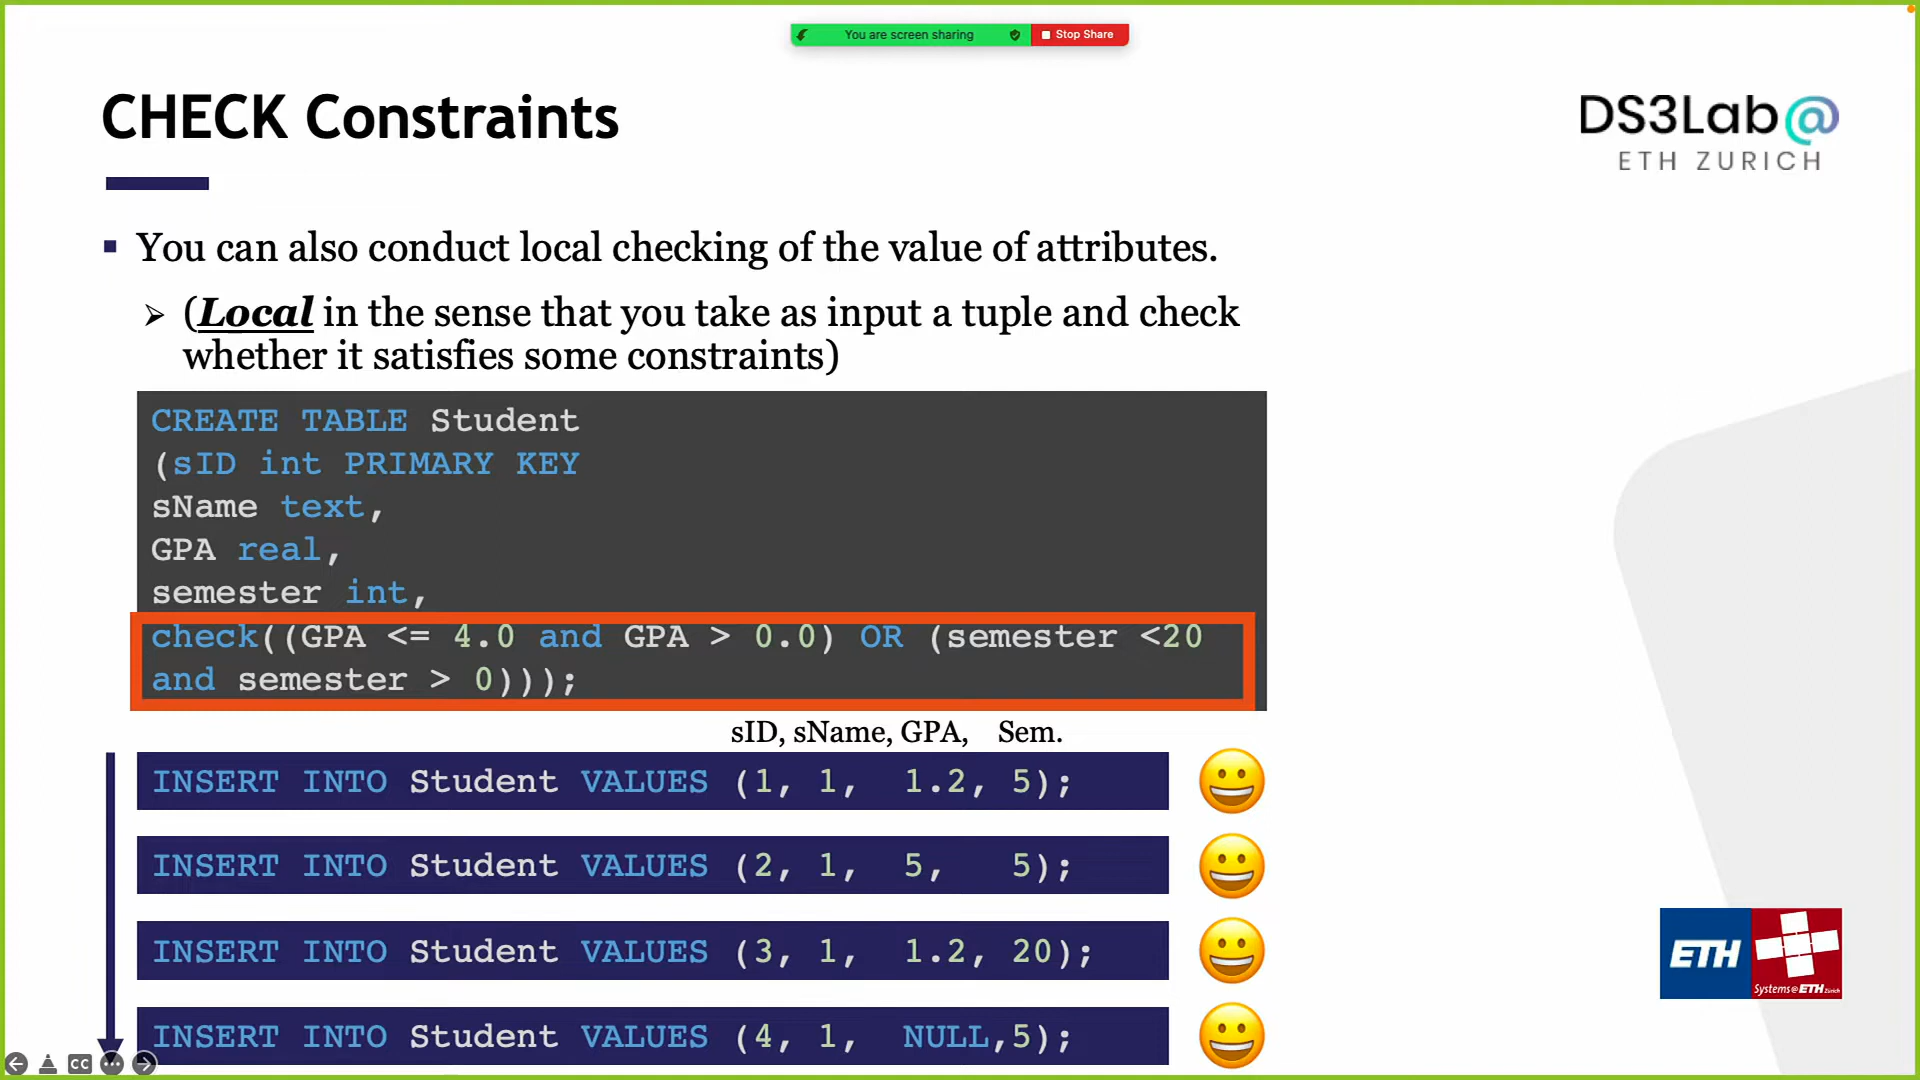 You are screen sharing
Stop Share
CHECK Constraints
DS3Lab@
ETH ZURICH
You can also conduct local checking of the value of attributes.
(Local in the sense that you take as input a tuple and check
whether it satisfies some constraints)
CREATE TABLE Student
(sID int PRIMARY KEY
sName text,
GPA real,
semester int,
check((GPA <= 4.0 and GPA > 0.0) OR (semester <20
and semester > 0)));
sID, sName, GPA, Sem.
INSERT INTO Student VALUES (1, 1, 1.2, 5);
INSERT INTO Student VALUES (2, 1, 5, 5);
INSERT INTO Student VALUES (3, 1, 1.2, 20);
INSERT INTO Student VALUES (4, 1, NULL,5);
ETH
Systems@ETH Zürich
CC